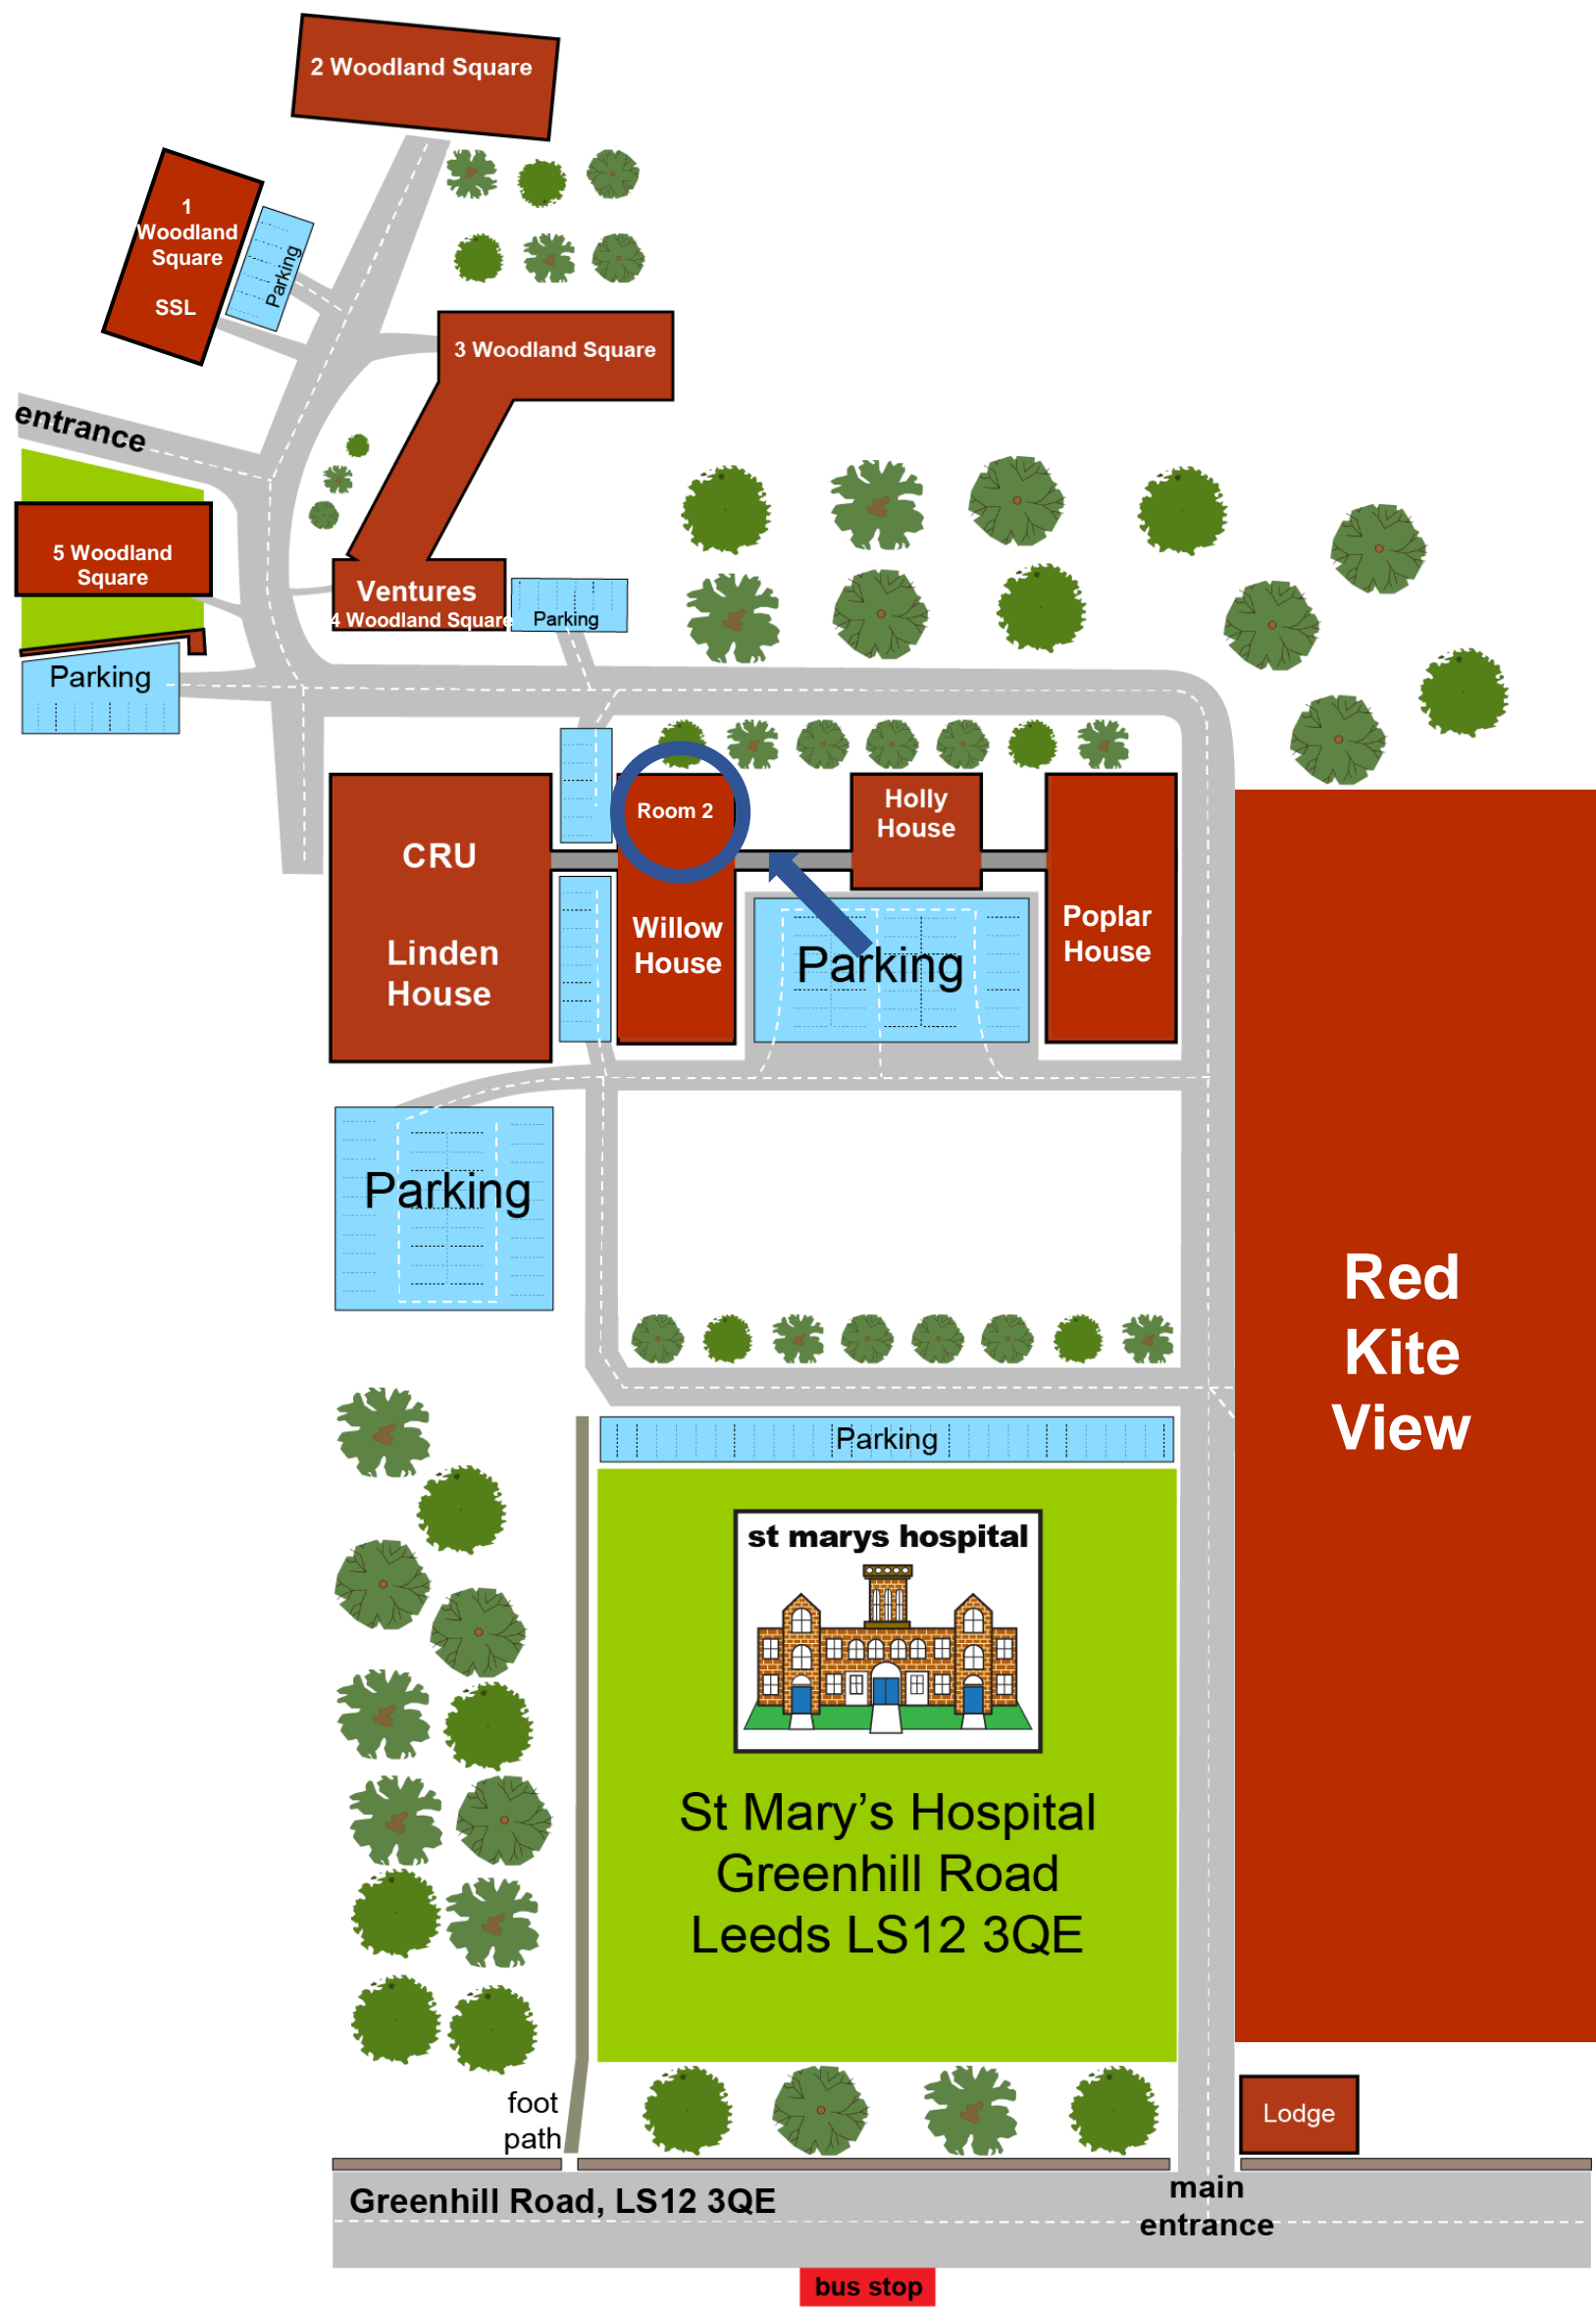 2 Woodland Square
1
Woodland
Square
SSL
Parking
3 Woodland Square
entrance
5 Woodland
Square
Ventures
4 Woodland Square
Parking
Parking
Room 2
Holly
House
CRU
Linden
House
Willow
House
Parking
Poplar
House
Parking
Red
Kite
View
Parking
st marys hospital
St Mary’s Hospital
Greenhill Road
Leeds LS12 3QE
foot
path
Lodge
Greenhill Road, LS12 3QE
main
entrance
bus stop